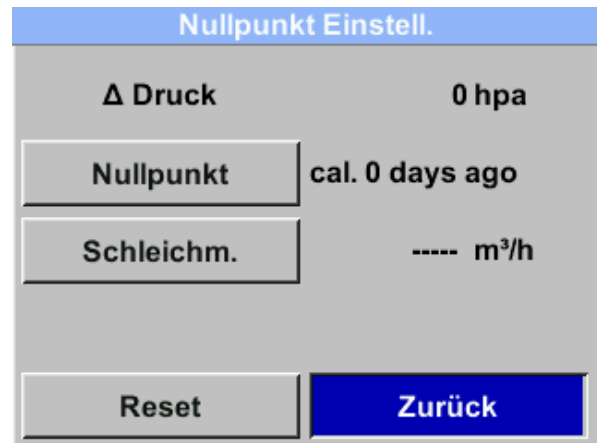 Nullpunkt Einstell.
Δ Druck 0 hpa
Nullpunkt cal. 0 days ago
Schleichm. ----- m³/h
Reset Zurück